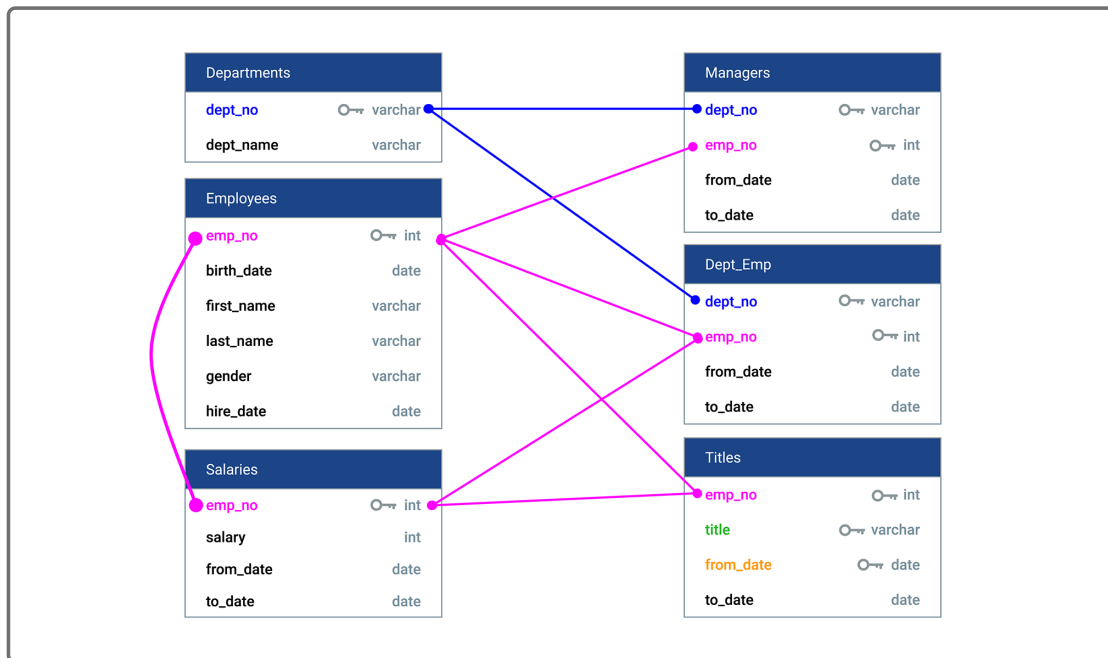 Departments
dept_no varchar
dept_name varchar
Employees
emp_no int
birth_date date
first_name varchar
last_name varchar
gender varchar
hire_date date
Salaries
emp_no int
salary int
from_date date
to_date date
Managers
dept_no varchar
emp_no int
from_date date
to_date date
Dept_Emp
dept_no varchar
emp_no int
from_date date
to_date date
Titles
emp_no int
title varchar
from_date date
to_date date